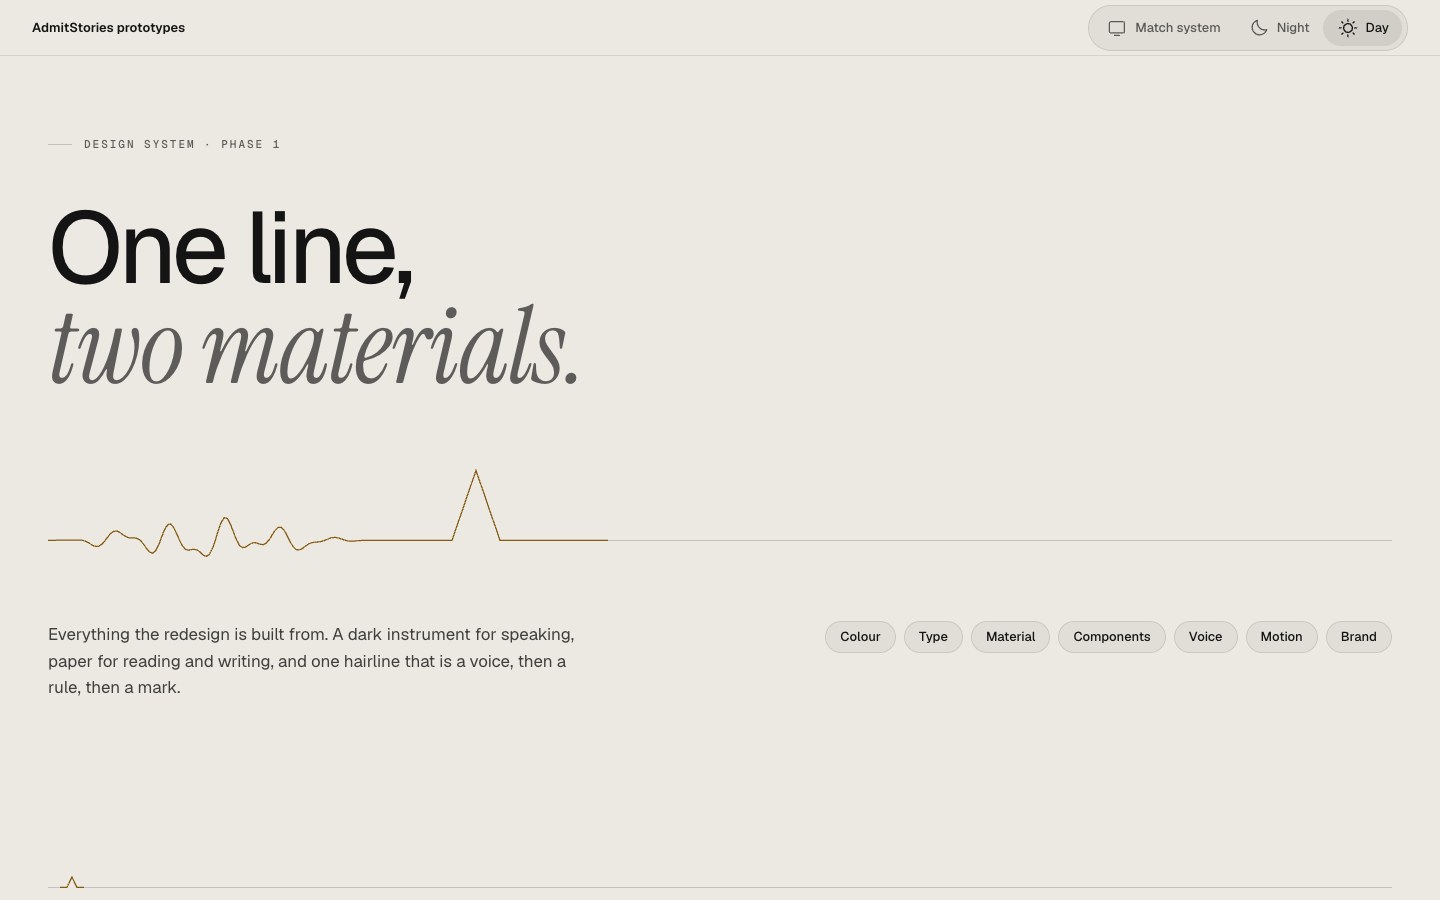 AdmitStories prototypes
Match system
Night
Day
DESIGN SYSTEM · PHASE 1
One line,
two materials.
Everything the redesign is built from. A dark instrument for speaking,
paper for reading and writing, and one hairline that is a voice, then a
rule, then a mark.
Colour
Type
Material
Components
Voice
Motion
Brand